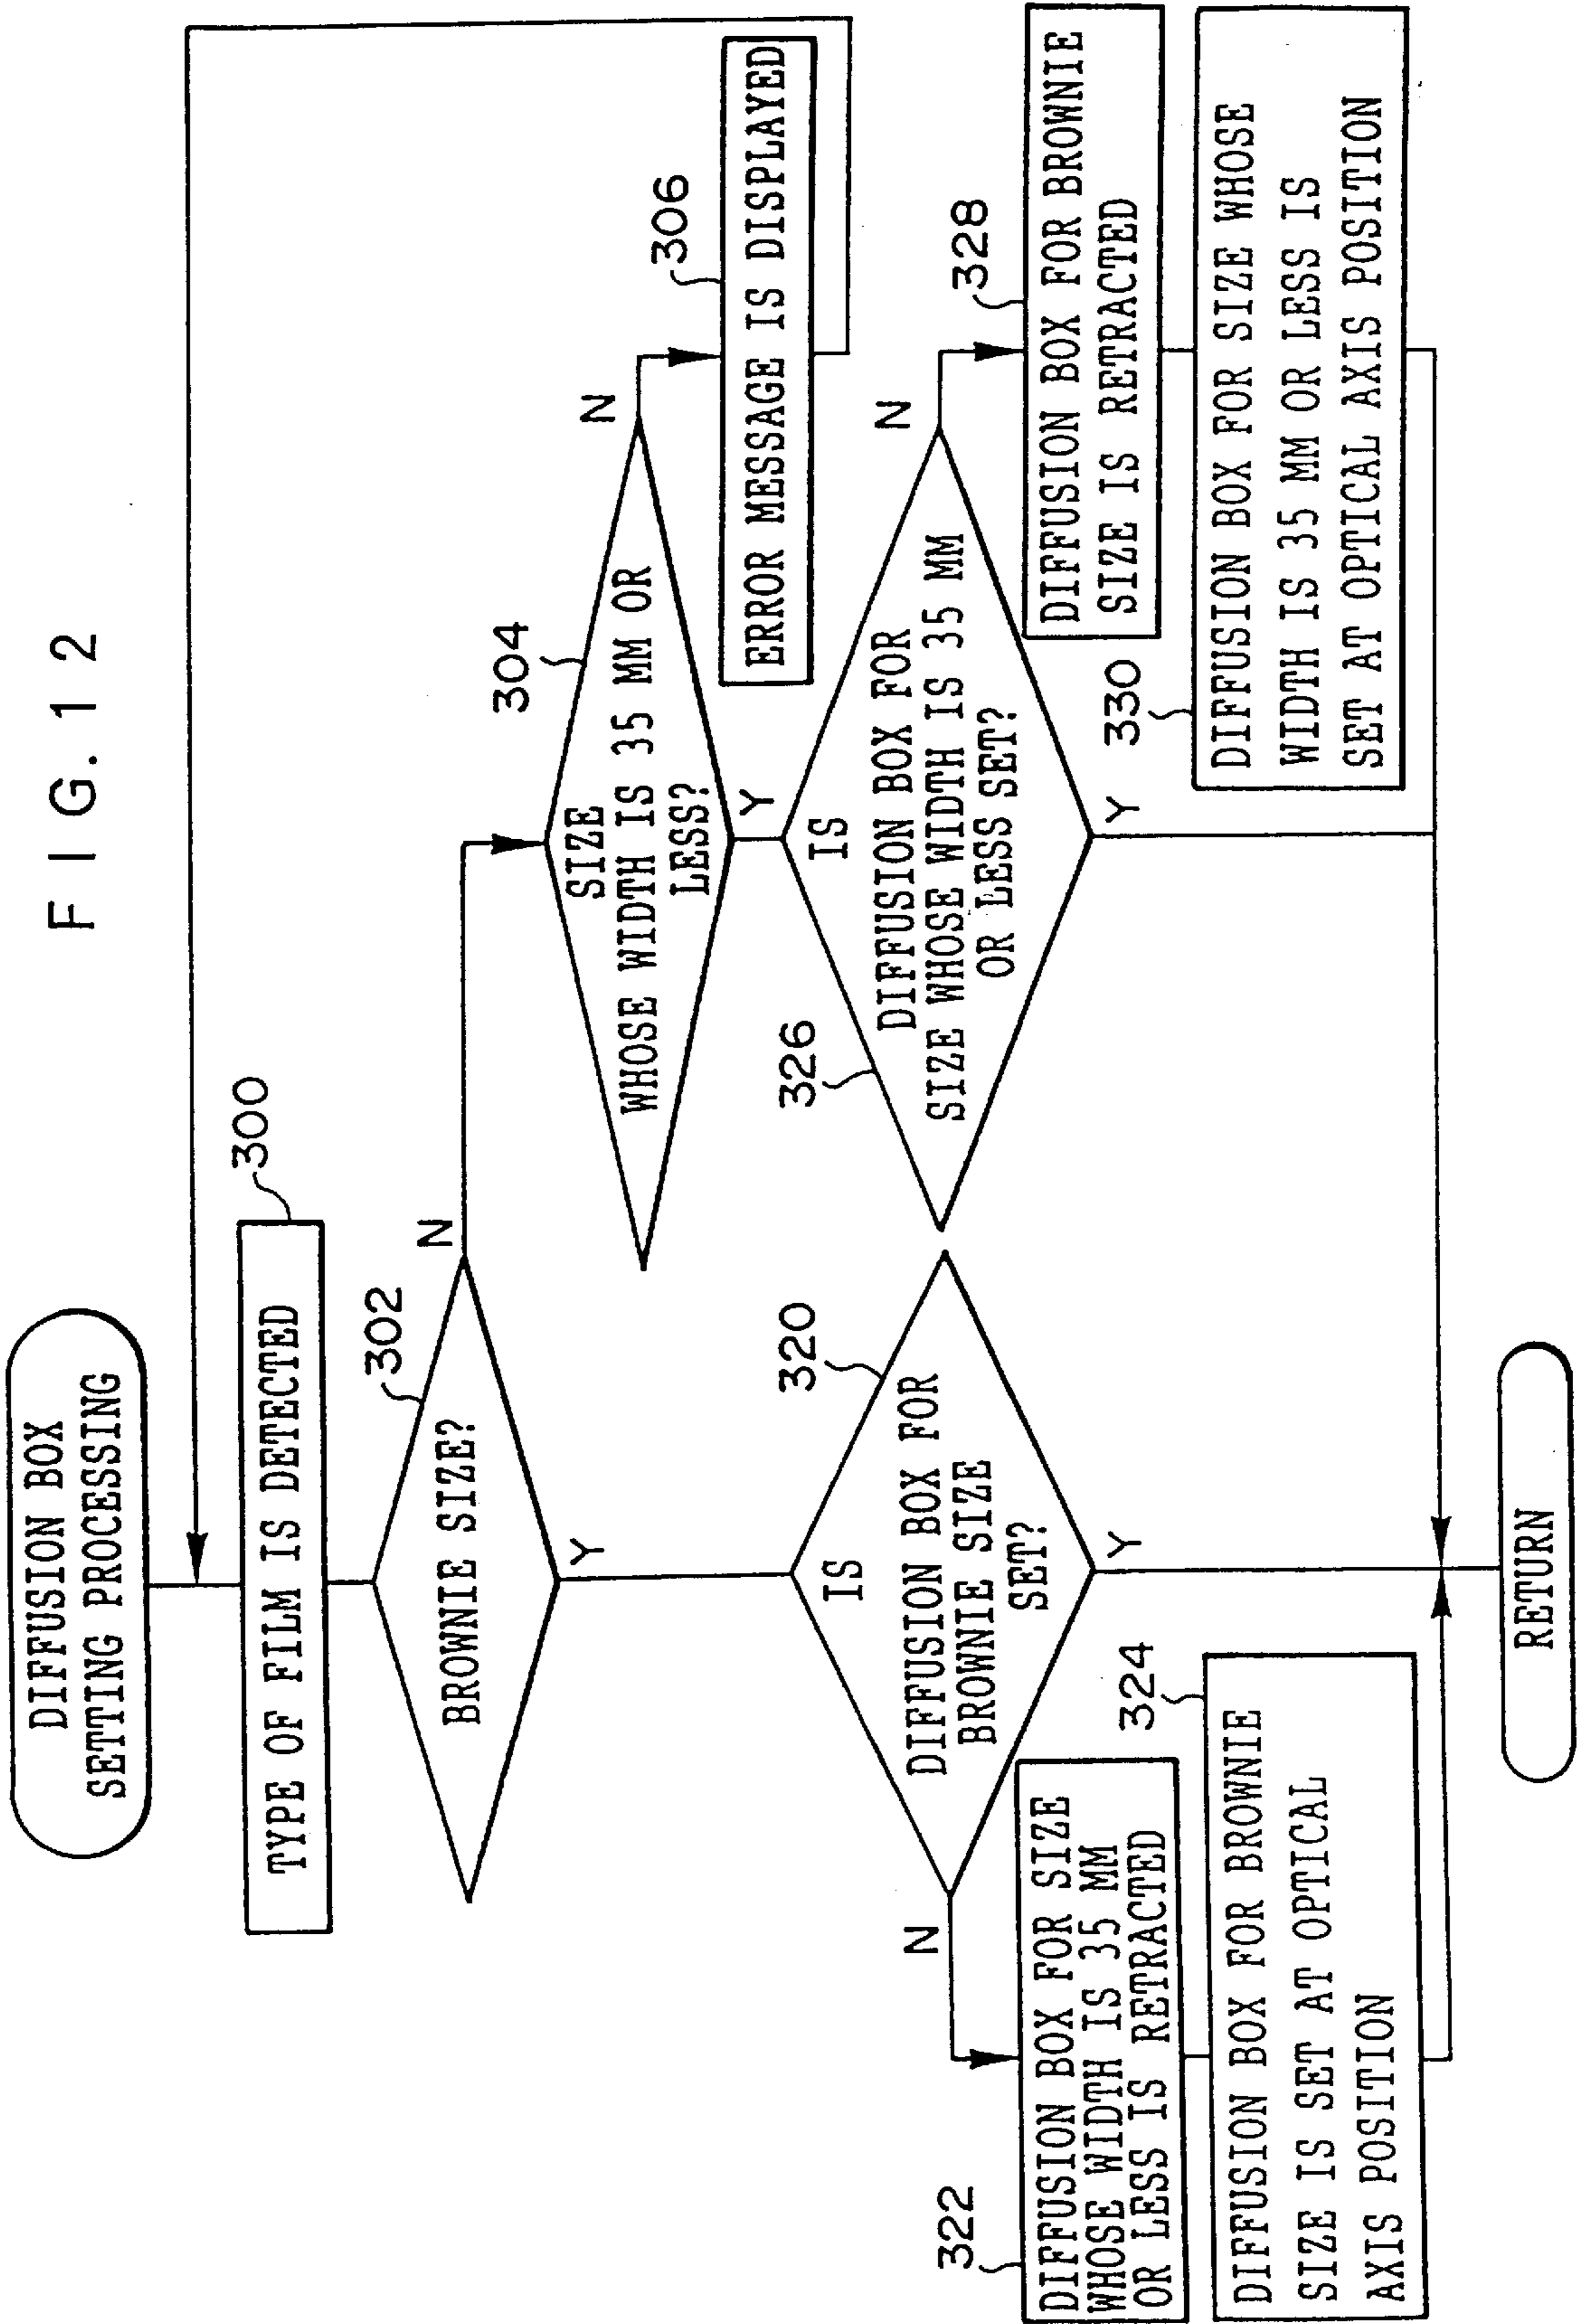 FIG. 12
DIFFUSION BOX
SETTING PROCESSING
300
TYPE OF FILM IS DETECTED
302
BROWNIE SIZE?
N
Y
304
SIZE
WHOSE WIDTH IS 35 MM OR
LESS?
N
Y
306
ERROR MESSAGE IS DISPLAYED
320
IS
DIFFUSION BOX FOR
BROWNIE SIZE
SET?
N
Y
322
DIFFUSION BOX FOR SIZE
WHOSE WIDTH IS 35 MM
OR LESS IS RETRACTED
324
DIFFUSION BOX FOR BROWNIE
SIZE IS SET AT OPTICAL
AXIS POSITION
326
IS
DIFFUSION BOX FOR
SIZE WHOSE WIDTH IS 35 MM
OR LESS SET?
N
Y
328
DIFFUSION BOX FOR BROWNIE
SIZE IS RETRACTED
330
DIFFUSION BOX FOR SIZE WHOSE
WIDTH IS 35 MM OR LESS IS
SET AT OPTICAL AXIS POSITION
RETURN